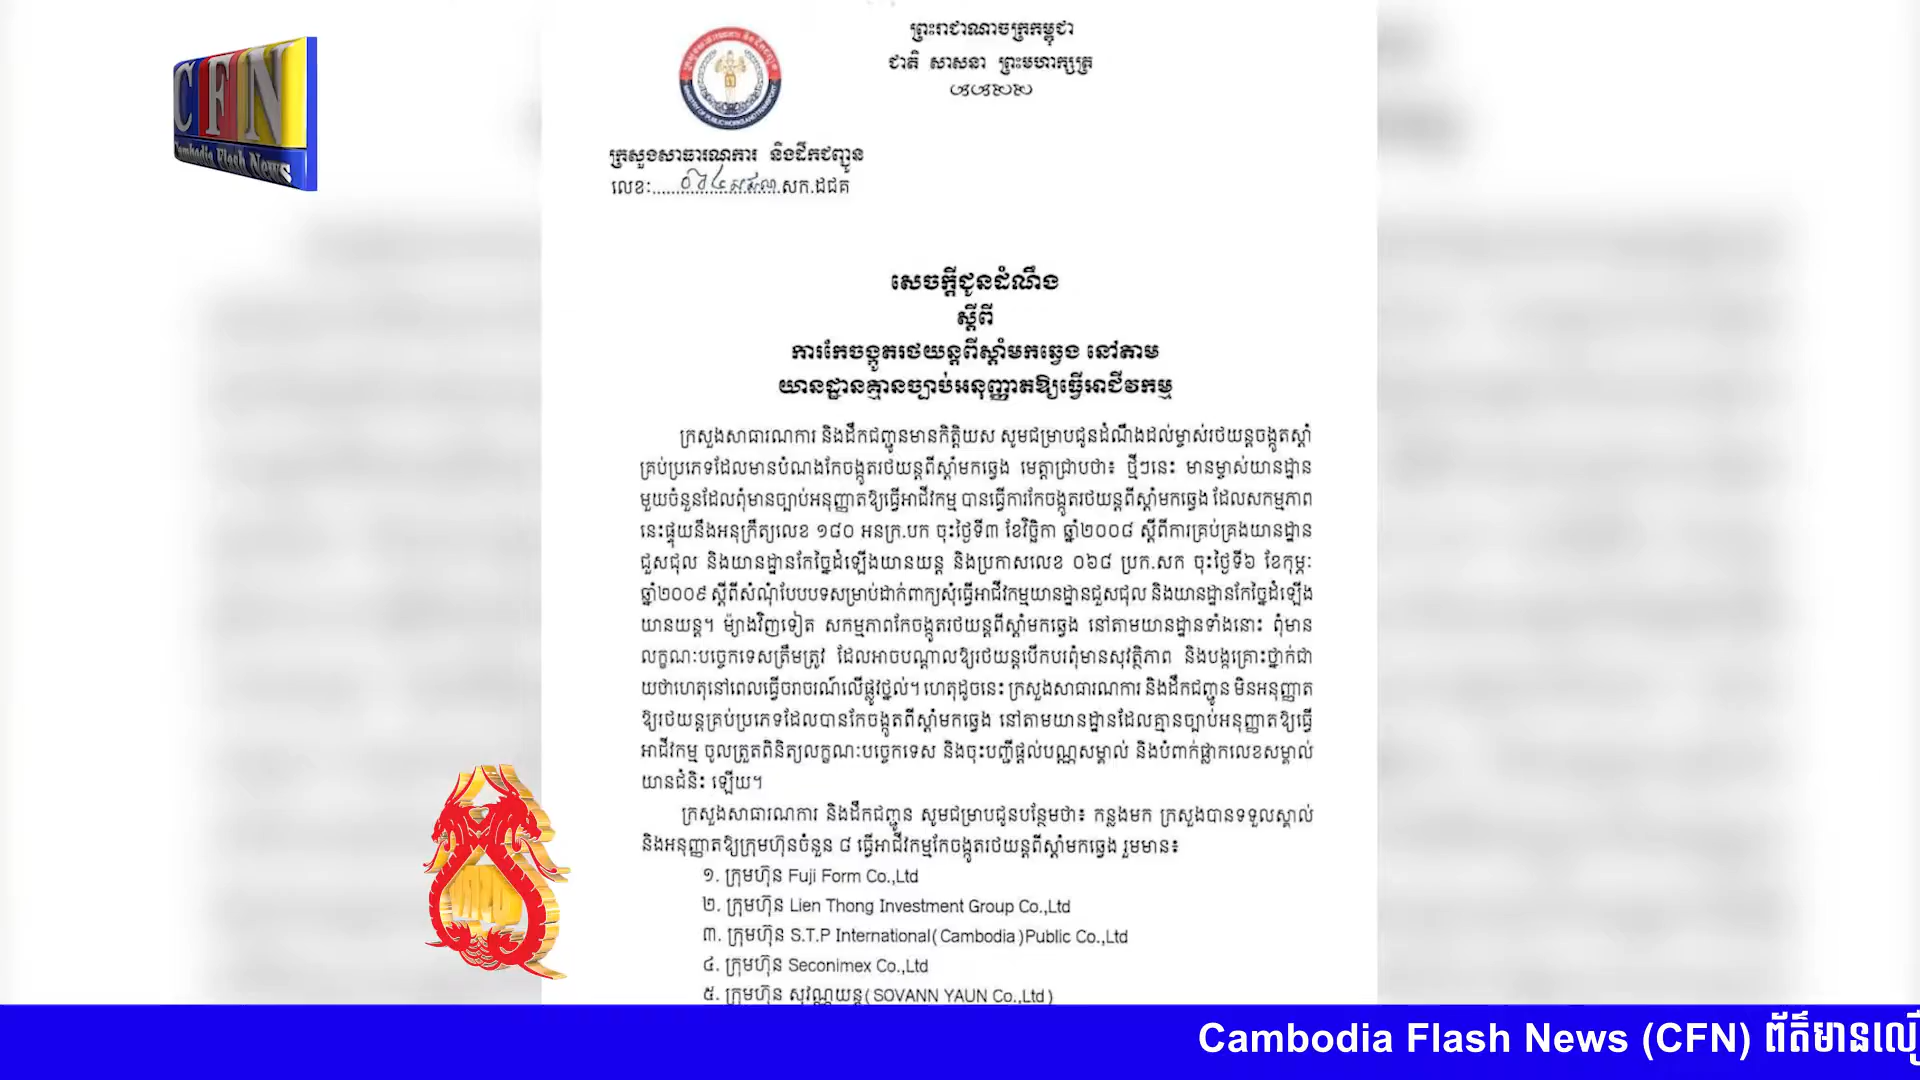 CFN
Cambodia Flash News
ព្រះរាជាណាចក្រកម្ពុជា
ជាតិ សាសនា ព្រះមហាក្សត្រ
MINISTRY OF PUBLIC WORKS AND TRANSPORT
ក្រសួងសាធារណការ និងដឹកជញ្ជូន
លេខៈ សក.ដជគ
សេចក្តីជូនដំណឹង
ស្តីពី
ការកែចង្កូតរថយន្តពីស្តាំមកឆ្វេង នៅតាម
យានដ្ឋានគ្មានច្បាប់អនុញ្ញាតឱ្យធ្វើអាជីវកម្ម
ក្រសួងសាធារណការ និងដឹកជញ្ជូនមានកិត្តិយស សូមជម្រាបជូនដំណឹងដល់ម្ចាស់រថយន្តចង្កូតស្តាំ
គ្រប់ប្រភេទដែលមានបំណងកែចង្កូតរថយន្តពីស្តាំមកឆ្វេង មេត្តាជ្រាបថា៖ ថ្មីៗនេះ មានម្ចាស់យានដ្ឋាន
មួយចំនួនដែលពុំមានច្បាប់អនុញ្ញាតឱ្យធ្វើអាជីវកម្ម បានធ្វើការកែចង្កូតរថយន្តពីស្តាំមកឆ្វេង ដែលសកម្មភាព
នេះផ្ទុយនឹងអនុក្រឹត្យលេខ ១៨០ អនក្រ.បក ចុះថ្ងៃទី៣ ខែវិច្ឆិកា ឆ្នាំ២០០៨ ស្តីពីការគ្រប់គ្រងយានដ្ឋាន
ជួសជុល និងយានដ្ឋានកែច្នៃដំឡើងយានយន្ត និងប្រកាសលេខ ០៦៨ ប្រក.សក ចុះថ្ងៃទី៦ ខែកុម្ភៈ
ឆ្នាំ២០០៩ ស្តីពីសំណុំបែបបទសម្រាប់ដាក់ពាក្យសុំធ្វើអាជីវកម្មយានដ្ឋានជួសជុល និងយានដ្ឋានកែច្នៃដំឡើង
យានយន្ត។ ម៉្យាងវិញទៀត សកម្មភាពកែចង្កូតរថយន្តពីស្តាំមកឆ្វេង នៅតាមយានដ្ឋានទាំងនោះ ពុំមាន
លក្ខណៈបច្ចេកទេសត្រឹមត្រូវ ដែលអាចបណ្តាលឱ្យរថយន្តបើកបរពុំមានសុវត្ថិភាព និងបង្កគ្រោះថ្នាក់ជា
យថាហេតុនៅពេលធ្វើចរាចរណ៍លើផ្លូវថ្នល់។ ហេតុដូចនេះ ក្រសួងសាធារណការ និងដឹកជញ្ជូន មិនអនុញ្ញាត
ឱ្យរថយន្តគ្រប់ប្រភេទដែលបានកែចង្កូតពីស្តាំមកឆ្វេង នៅតាមយានដ្ឋានដែលគ្មានច្បាប់អនុញ្ញាតឱ្យធ្វើ
អាជីវកម្ម ចូលត្រួតពិនិត្យលក្ខណៈបច្ចេកទេស និងចុះបញ្ជីផ្តល់បណ្ណសម្គាល់ និងបំពាក់ផ្លាកលេខសម្គាល់
យានជំនិះ ឡើយ។
ក្រសួងសាធារណការ និងដឹកជញ្ជូន សូមជម្រាបជូនបន្ថែមថា៖ កន្លងមក ក្រសួងបានទទួលស្គាល់
និងអនុញ្ញាតឱ្យក្រុមហ៊ុនចំនួន ៨ ធ្វើអាជីវកម្មកែចង្កូតរថយន្តពីស្តាំមកឆ្វេង រួមមាន៖
១. ក្រុមហ៊ុន Fuji Form Co.,Ltd
២. ក្រុមហ៊ុន Lien Thong Investment Group Co.,Ltd
៣. ក្រុមហ៊ុន S.T.P International(Cambodia)Public Co.,Ltd
៤. ក្រុមហ៊ុន Seconimex Co.,Ltd
៥. ក្រុមហ៊ុន សុវណ្ណយន្ត(SOVANN YAUN Co.,Ltd)
Cambodia Flash News (CFN) ព័ត៌មានលឿ